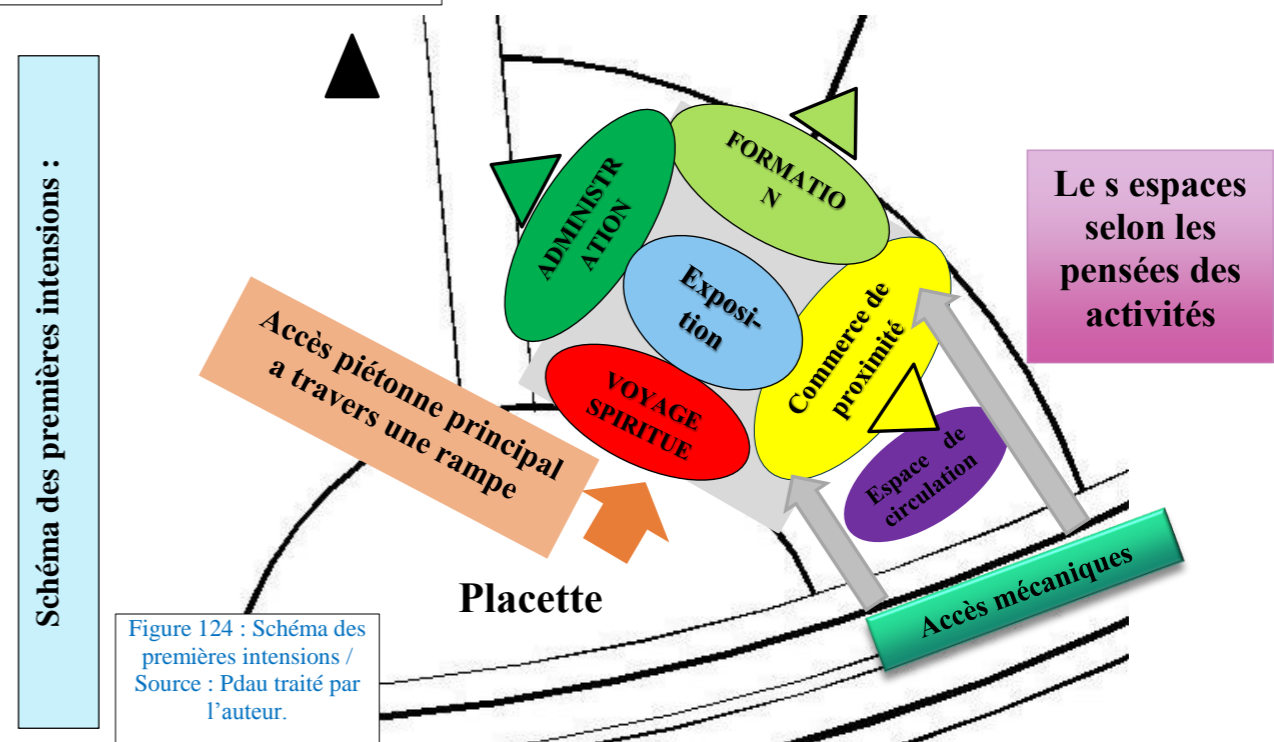 Schéma des premières intensions :
FORMATIO
N
ADMINISTR
ATION
Exposi-
tion
Commerce de
proximité
VOYAGE
SPIRITUE
Espace de
circulation
Le s espaces
selon les
pensées des
activités
Accès piétonne principal
a travers une rampe
Placette
Accès mécaniques
Figure 124 : Schéma des
premières intensions /
Source : Pdau traité par
l’auteur.